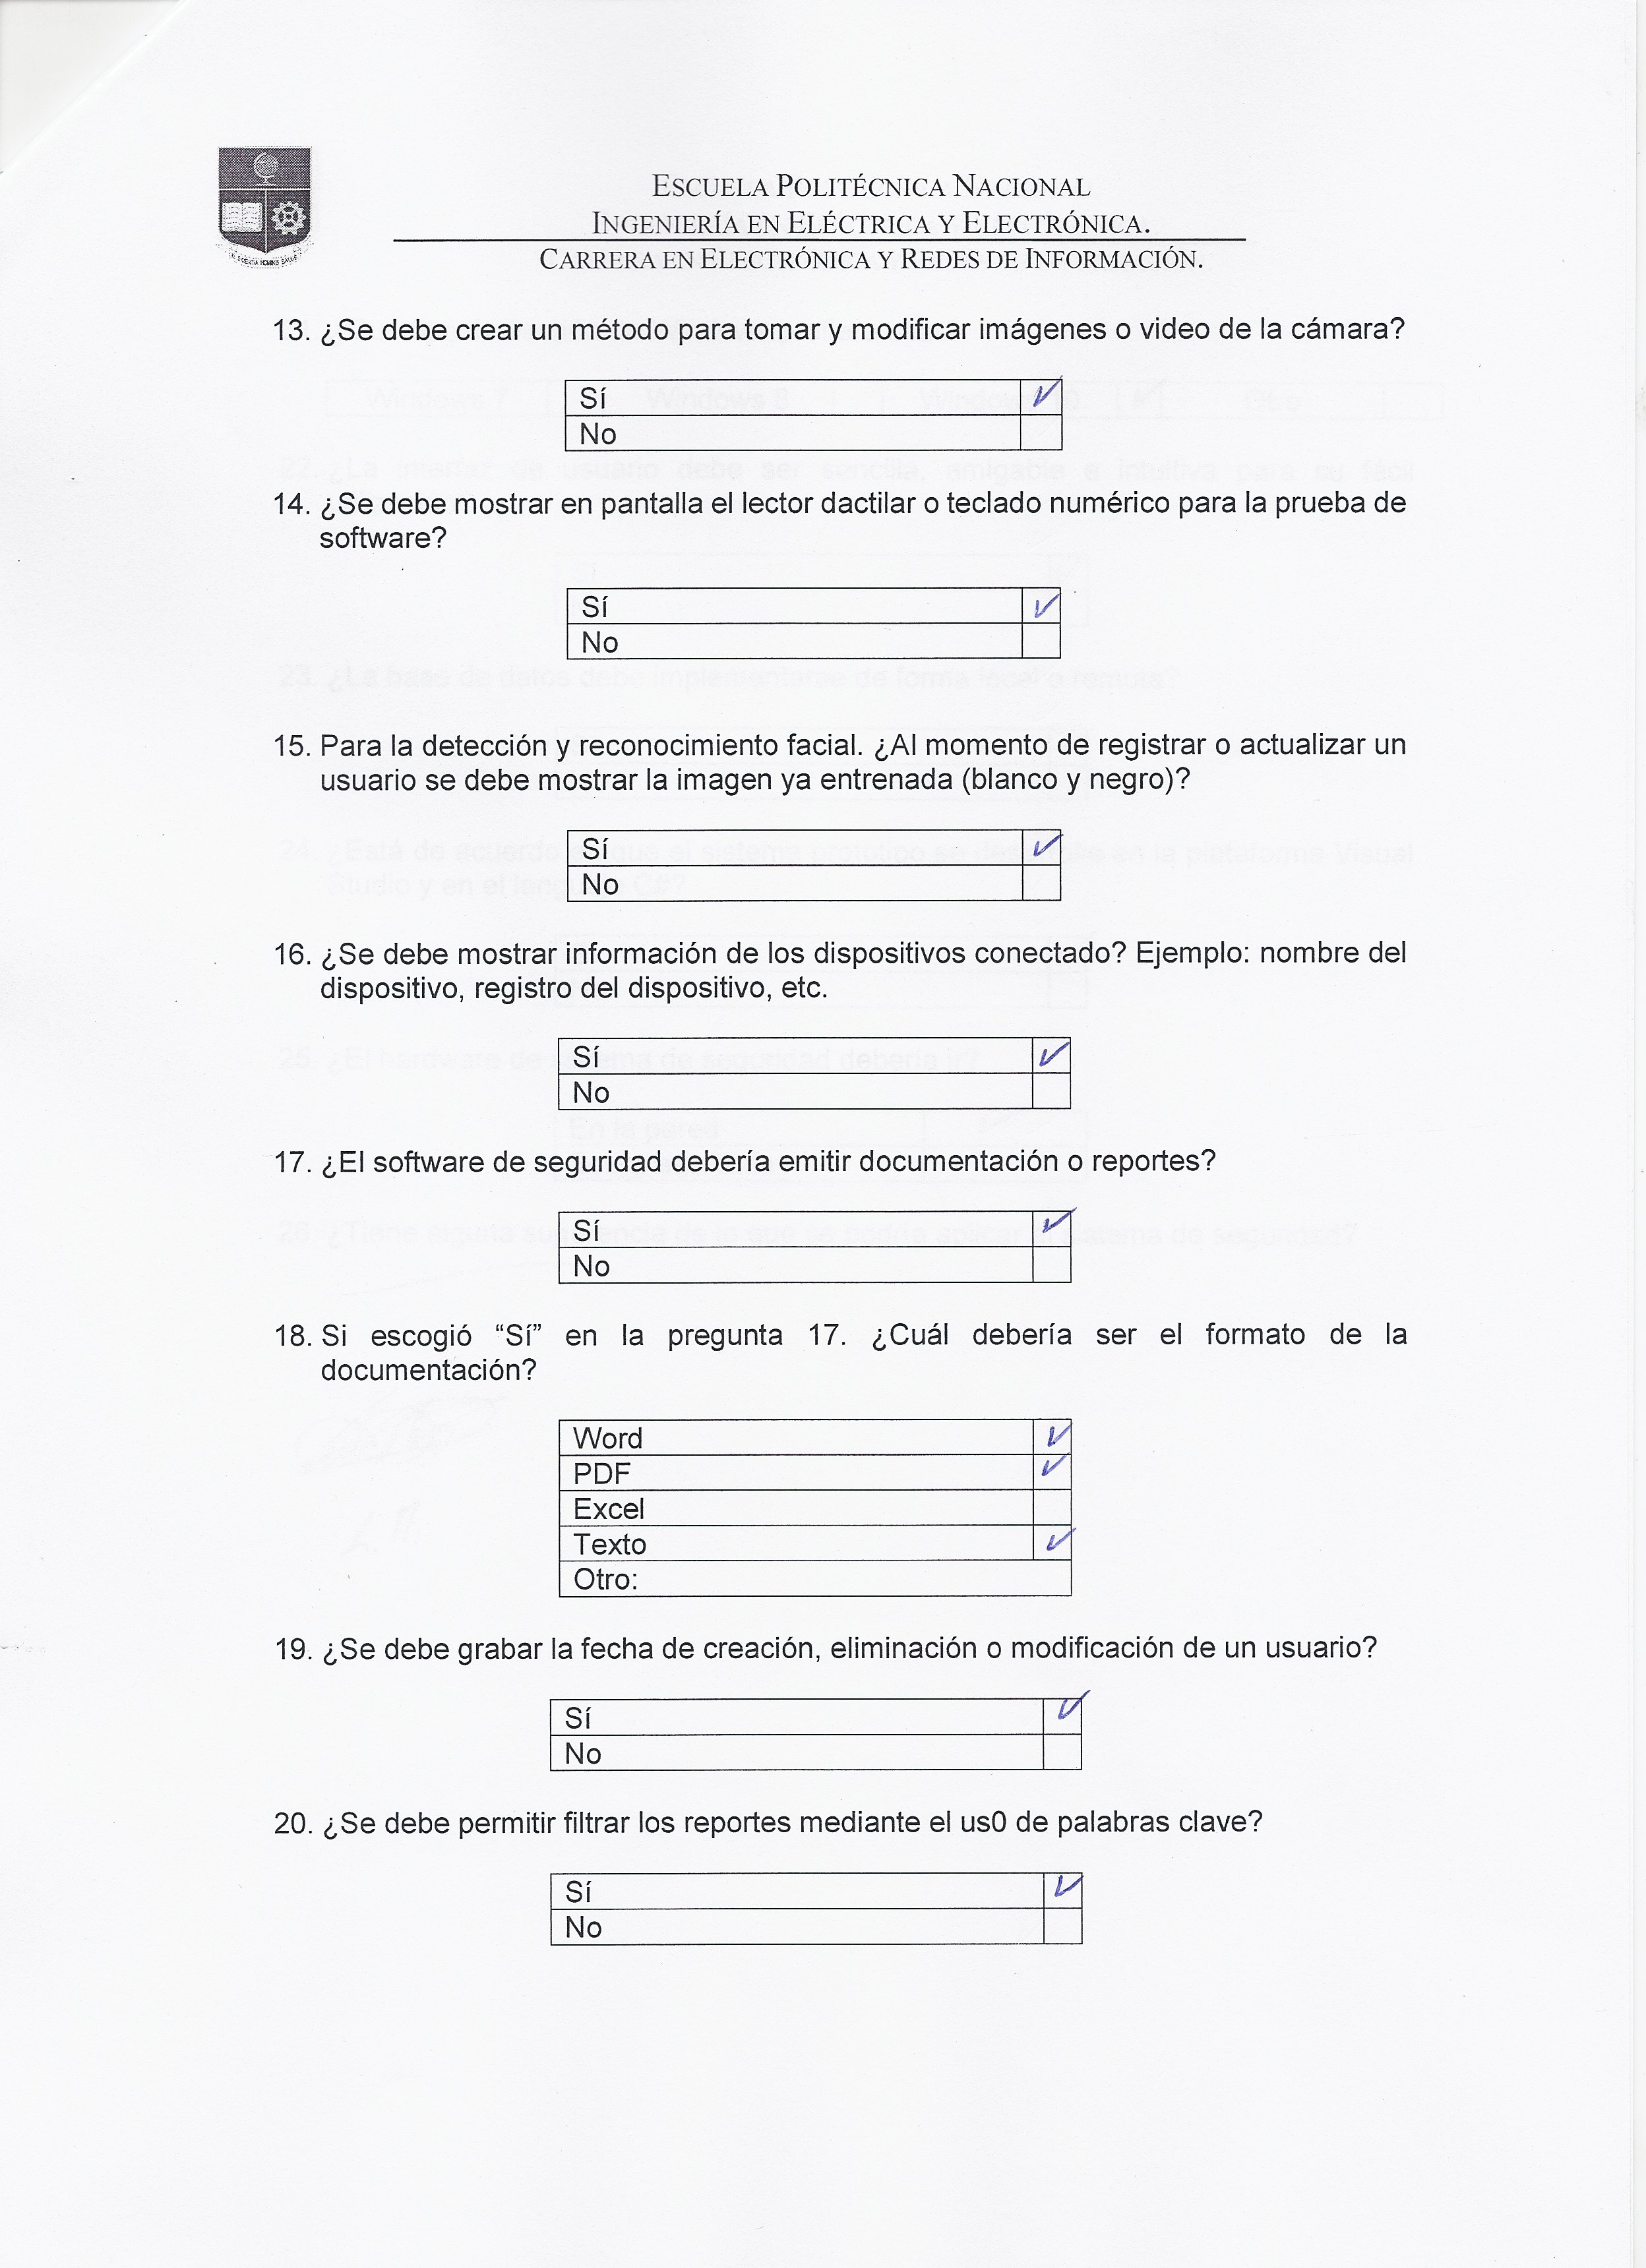 ESCUELA POLITÉCNICA NACIONAL
INGENIERÍA EN ELÉCTRICA Y ELECTRÓNICA.
CARRERA EN ELECTRÓNICA Y REDES DE INFORMACIÓN.
13. ¿Se debe crear un método para tomar y modificar imágenes o video de la cámara?
Sí ✓
No
14. ¿Se debe mostrar en pantalla el lector dactilar o teclado numérico para la prueba de
software?
Sí ✓
No
15. Para la detección y reconocimiento facial. ¿Al momento de registrar o actualizar un
usuario se debe mostrar la imagen ya entrenada (blanco y negro)?
Sí ✓
No
16. ¿Se debe mostrar información de los dispositivos conectado? Ejemplo: nombre del
dispositivo, registro del dispositivo, etc.
Sí ✓
No
17. ¿El software de seguridad debería emitir documentación o reportes?
Sí ✓
No
18. Si escogió “Sí” en la pregunta 17. ¿Cuál debería ser el formato de la
documentación?
Word ✓
PDF ✓
Excel
Texto ✓
Otro:
19. ¿Se debe grabar la fecha de creación, eliminación o modificación de un usuario?
Sí ✓
No
20. ¿Se debe permitir filtrar los reportes mediante el us0 de palabras clave?
Sí ✓
No